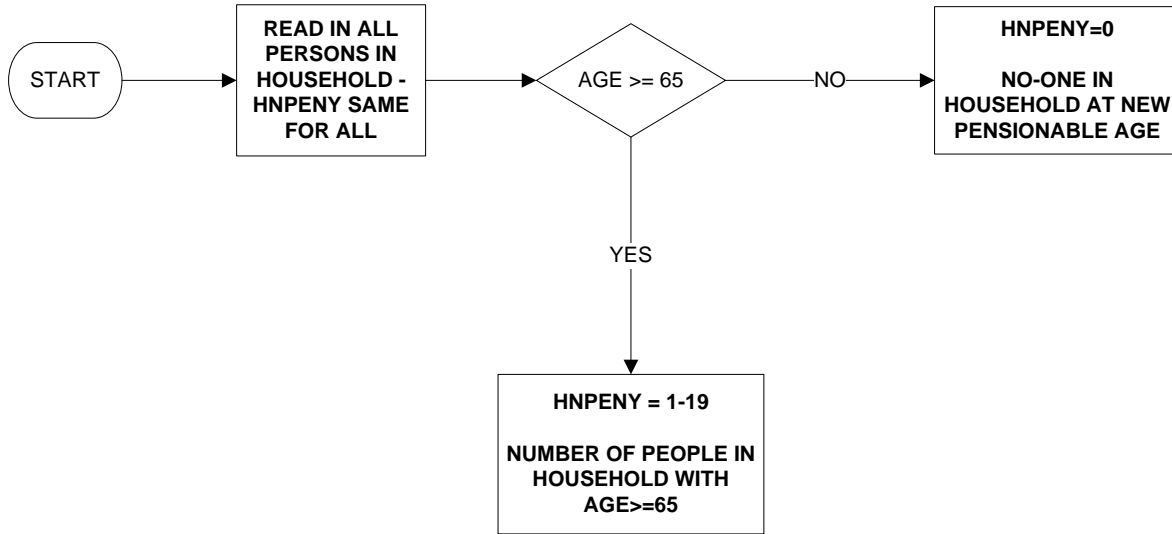 START
READ IN ALL
PERSONS IN
HOUSEHOLD -
HNPENY SAME
FOR ALL
AGE >= 65
NO
HNPENY=0
NO-ONE IN
HOUSEHOLD AT NEW
PENSIONABLE AGE
YES
HNPENY = 1-19
NUMBER OF PEOPLE IN
HOUSEHOLD WITH
AGE>=65